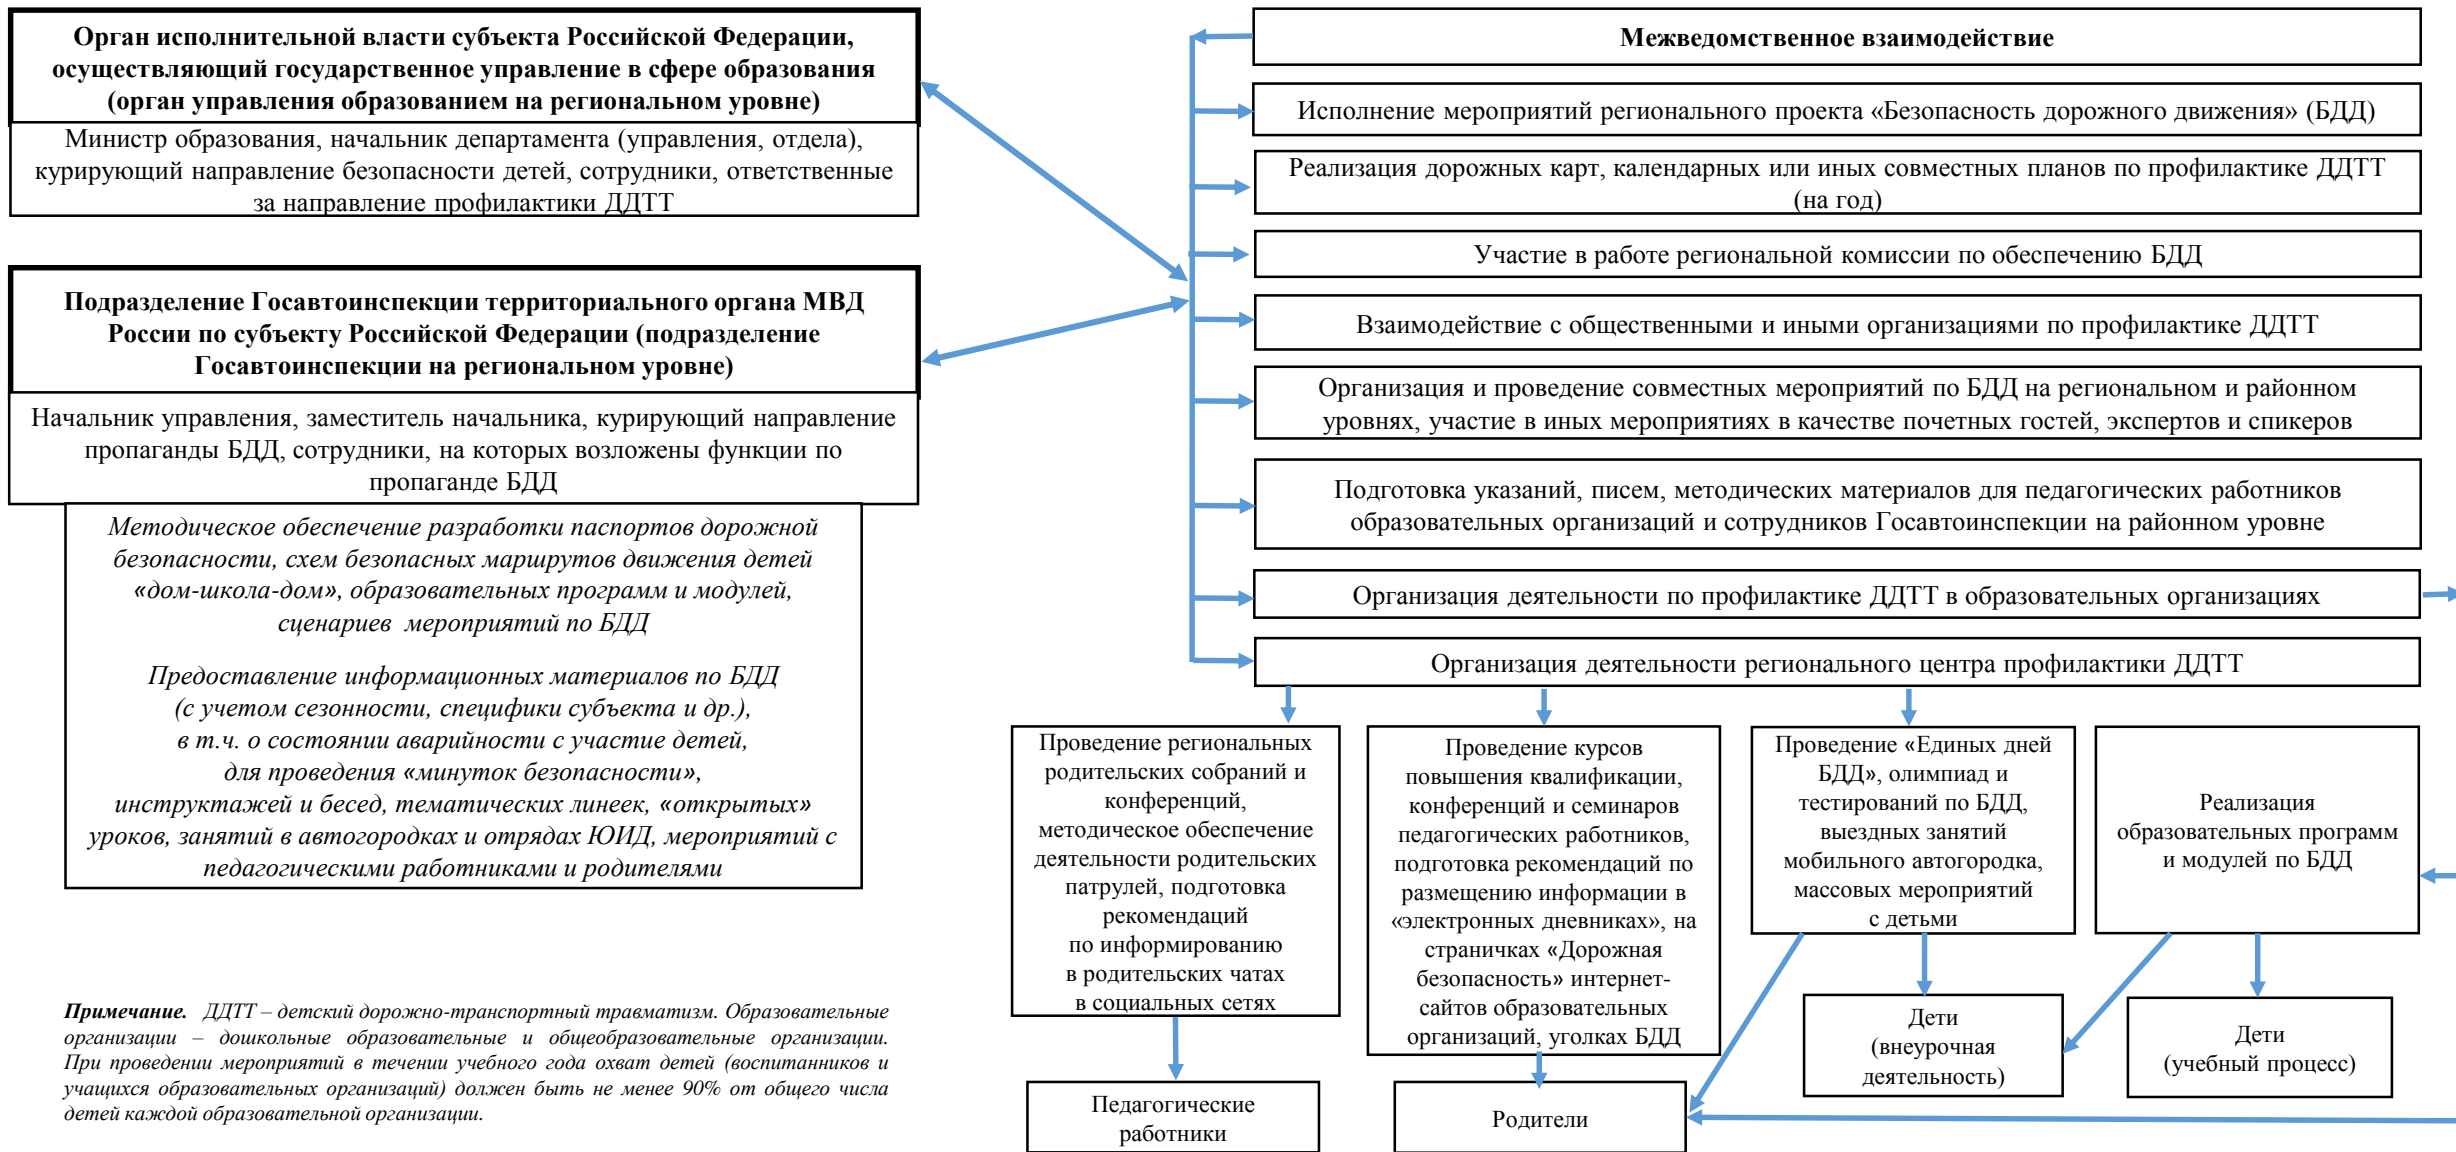 Орган исполнительной власти субъекта Российской Федерации,
осуществляющий государственное управление в сфере образования
(орган управления образованием на региональном уровне)
Министр образования, начальник департамента (управления, отдела),
курирующий направление безопасности детей, сотрудники, ответственные
за направление профилактики ДДТТ
Подразделение Госавтоинспекции территориального органа МВД
России по субъекту Российской Федерации (подразделение
Госавтоинспекции на региональном уровне)
Начальник управления, заместитель начальника, курирующий направление
пропаганды БДД, сотрудники, на которых возложены функции по
пропаганде БДД
Методическое обеспечение разработки паспортов дорожной
безопасности, схем безопасных маршрутов движения детей
«дом-школа-дом», образовательных программ и модулей,
сценариев мероприятий по БДД
Предоставление информационных материалов по БДД
(с учетом сезонности, специфики субъекта и др.),
в т.ч. о состоянии аварийности с участие детей,
для проведения «минуток безопасности»,
инструктажей и бесед, тематических линеек, «открытых»
уроков, занятий в автогородках и отрядах ЮИД, мероприятий с
педагогическими работниками и родителями
Примечание. ДДТТ – детский дорожно-транспортный травматизм. Образовательные
организации – дошкольные образовательные и общеобразовательные организации.
При проведении мероприятий в течении учебного года охват детей (воспитанников и
учащихся образовательных организаций) должен быть не менее 90% от общего числа
детей каждой образовательной организации.
Межведомственное взаимодействие
Исполнение мероприятий регионального проекта «Безопасность дорожного движения» (БДД)
Реализация дорожных карт, календарных или иных совместных планов по профилактике ДДТТ
(на год)
Участие в работе региональной комиссии по обеспечению БДД
Взаимодействие с общественными и иными организациями по профилактике ДДТТ
Организация и проведение совместных мероприятий по БДД на региональном и районном
уровнях, участие в иных мероприятиях в качестве почетных гостей, экспертов и спикеров
Подготовка указаний, писем, методических материалов для педагогических работников
образовательных организаций и сотрудников Госавтоинспекции на районном уровне
Организация деятельности по профилактике ДДТТ в образовательных организациях
Организация деятельности регионального центра профилактики ДДТТ
Проведение региональных
родительских собраний и
конференций,
методическое обеспечение
деятельности родительских
патрулей, подготовка
рекомендаций
по информированию
в родительских чатах
в социальных сетях
Проведение курсов
повышения квалификации,
конференций и семинаров
педагогических работников,
подготовка рекомендаций по
размещению информации в
«электронных дневниках», на
страничках «Дорожная
безопасность» интернет-
сайтов образовательных
организаций, уголках БДД
Проведение «Единых дней
БДД», олимпиад и
тестирований по БДД,
выездных занятий
мобильного автогородка,
массовых мероприятий
с детьми
Реализация
образовательных программ
и модулей по БДД
Педагогические
работники
Родители
Дети
(внеурочная
деятельность)
Дети
(учебный процесс)